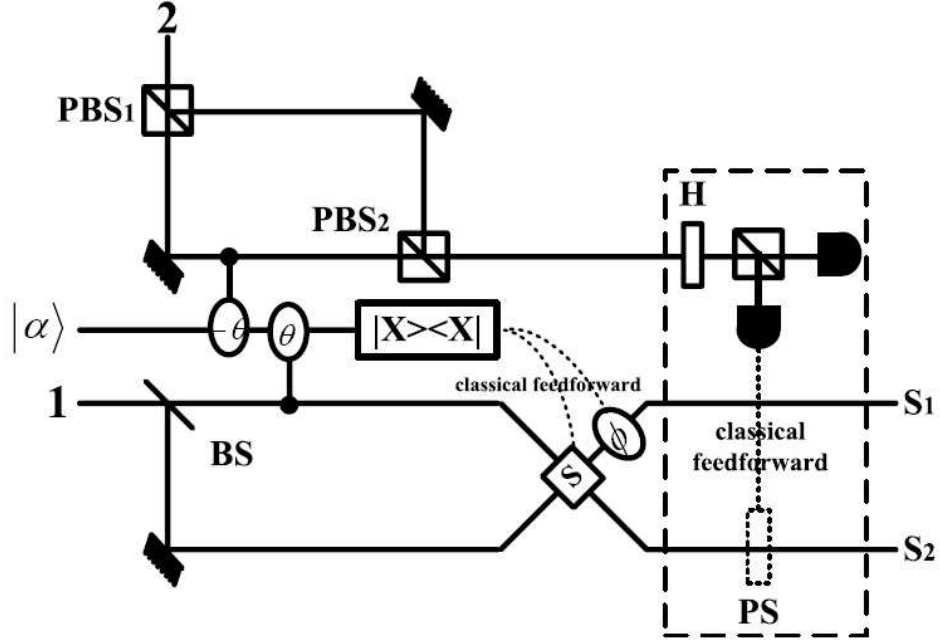 2
PBS1
PBS2
H
|α⟩
-θ
θ
|X><X|
classical feedforward
1
BS
S
ϕ
S1
classical
feedforward
S2
PS